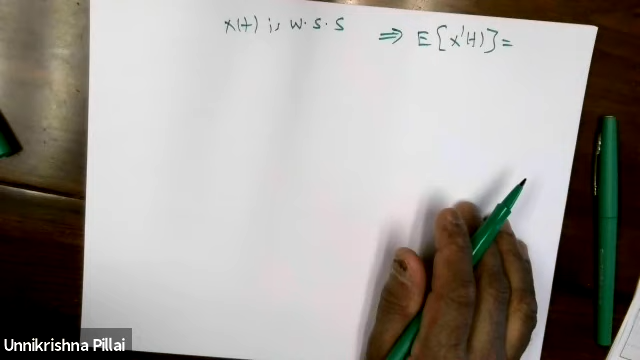 x(t) is w.s.s ⇒ E{x'(t)} =
Unnikrishna Pillai